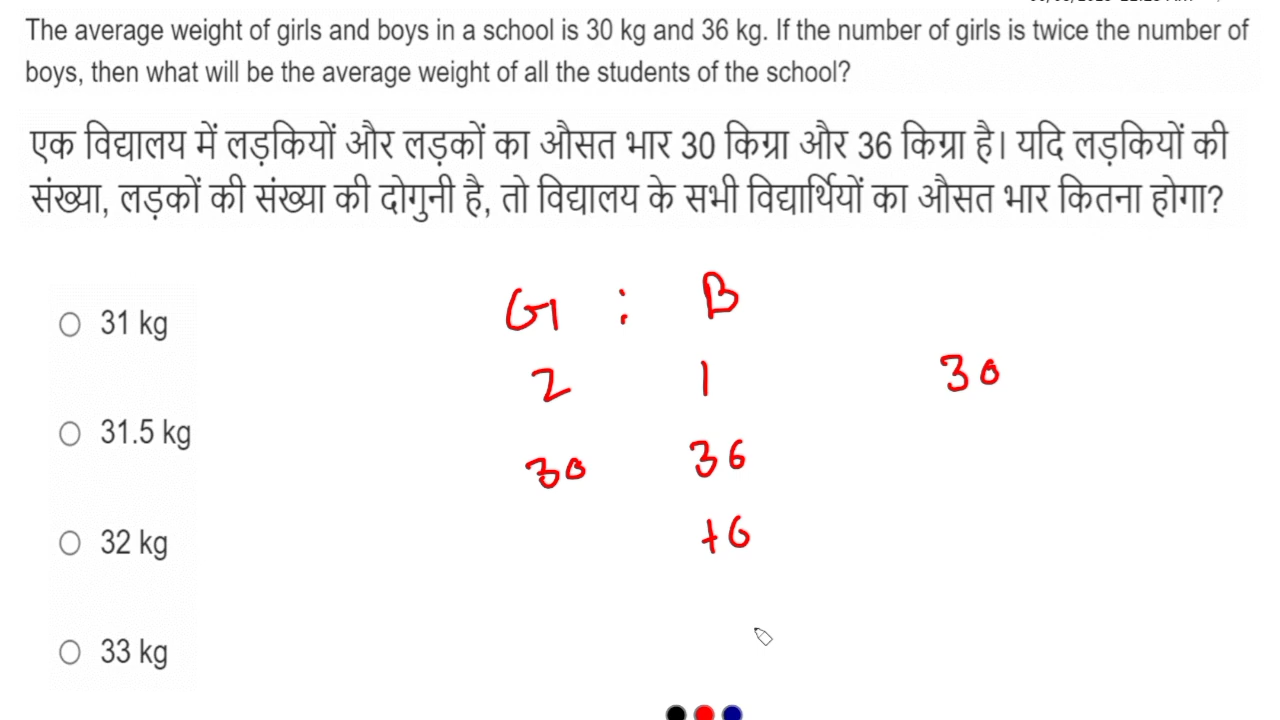 The average weight of girls and boys in a school is 30 kg and 36 kg. If the number of girls is twice the number of
boys, then what will be the average weight of all the students of the school?
एक विद्यालय में लड़कियों और लड़कों का औसत भार 30 किग्रा और 36 किग्रा है। यदि लड़कियों की
संख्या, लड़कों की संख्या की दोगुनी है, तो विद्यालय के सभी विद्यार्थियों का औसत भार कितना होगा?
G : B
31 kg
2 1 30
31.5 kg
30 36
32 kg
+6
33 kg